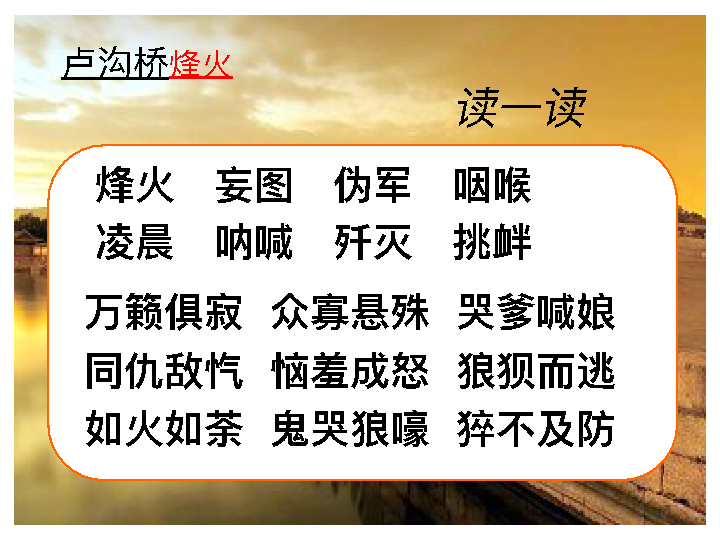 卢沟桥烽火
读一读
烽火 妄图 伪军 咽喉
凌晨 呐喊 歼灭 挑衅
万籁俱寂 众寡悬殊 哭爹喊娘
同仇敌忾 恼羞成怒 狼狈而逃
如火如荼 鬼哭狼嚎 猝不及防